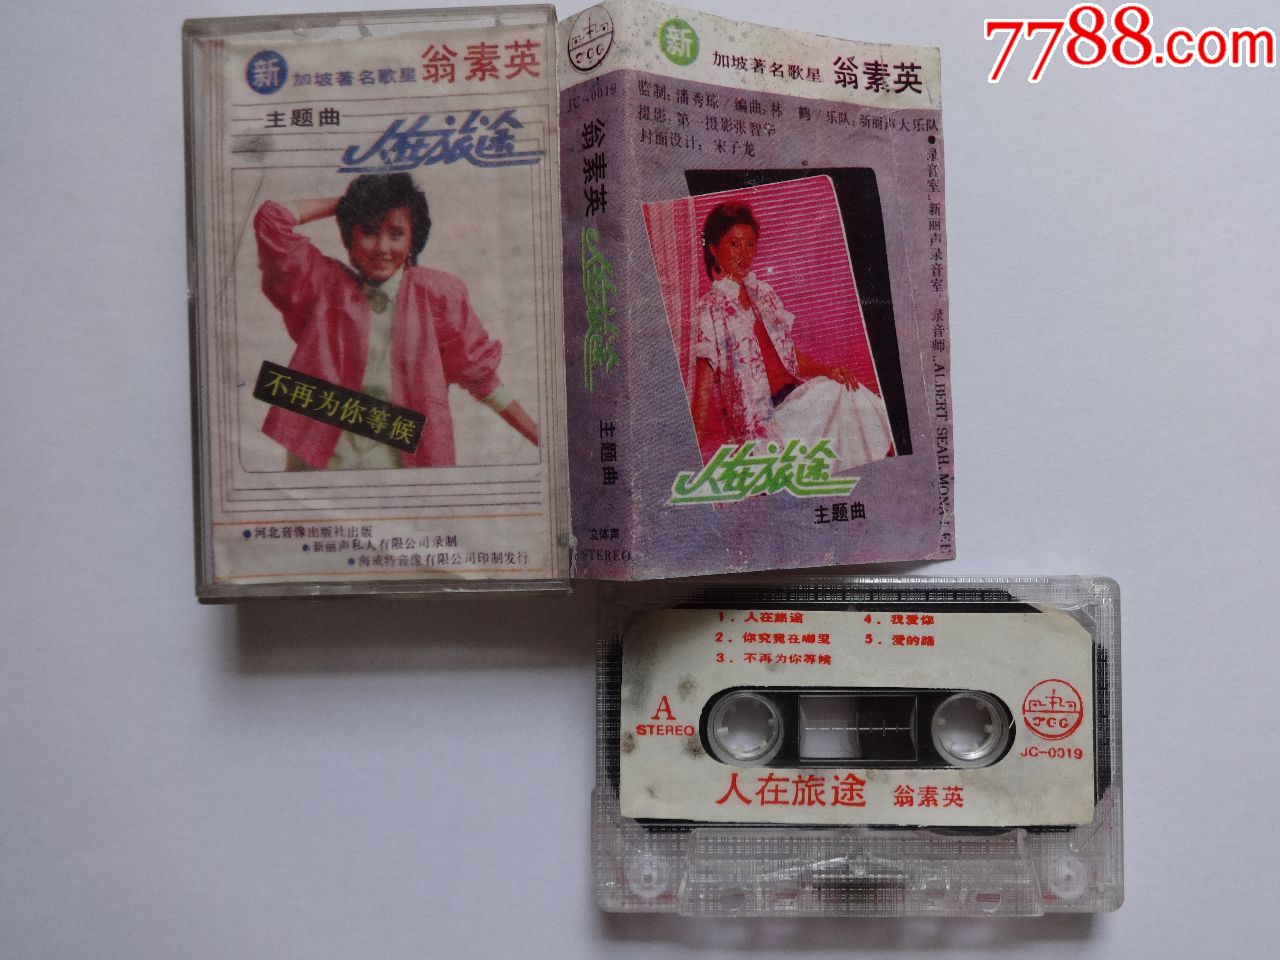 7788.com
新加坡著名歌星 翁素英
主题曲
人在旅途
不再为你等候
●河北音像出版社出版
●新丽声私人有限公司录制
●海威特音像有限公司印制发行
JCC
JC-0019
翁素英
人在旅途
主题曲
立体声
STEREO
新加坡著名歌星 翁素英
监制：潘秀琼／编曲：林 鹤／乐队：新丽声大乐队
摄影：第一摄影张智华
封面设计：宋子龙
●录音室：新丽声录音室 录音师：ALBERT SEAH. MONA LEE
人在旅途
主题曲
1．人在旅途 4．我爱你
2．你究竟在哪里 5．爱的路
3．不再为你等候
A
STEREO
JCC
JC-0019
人在旅途 翁素英